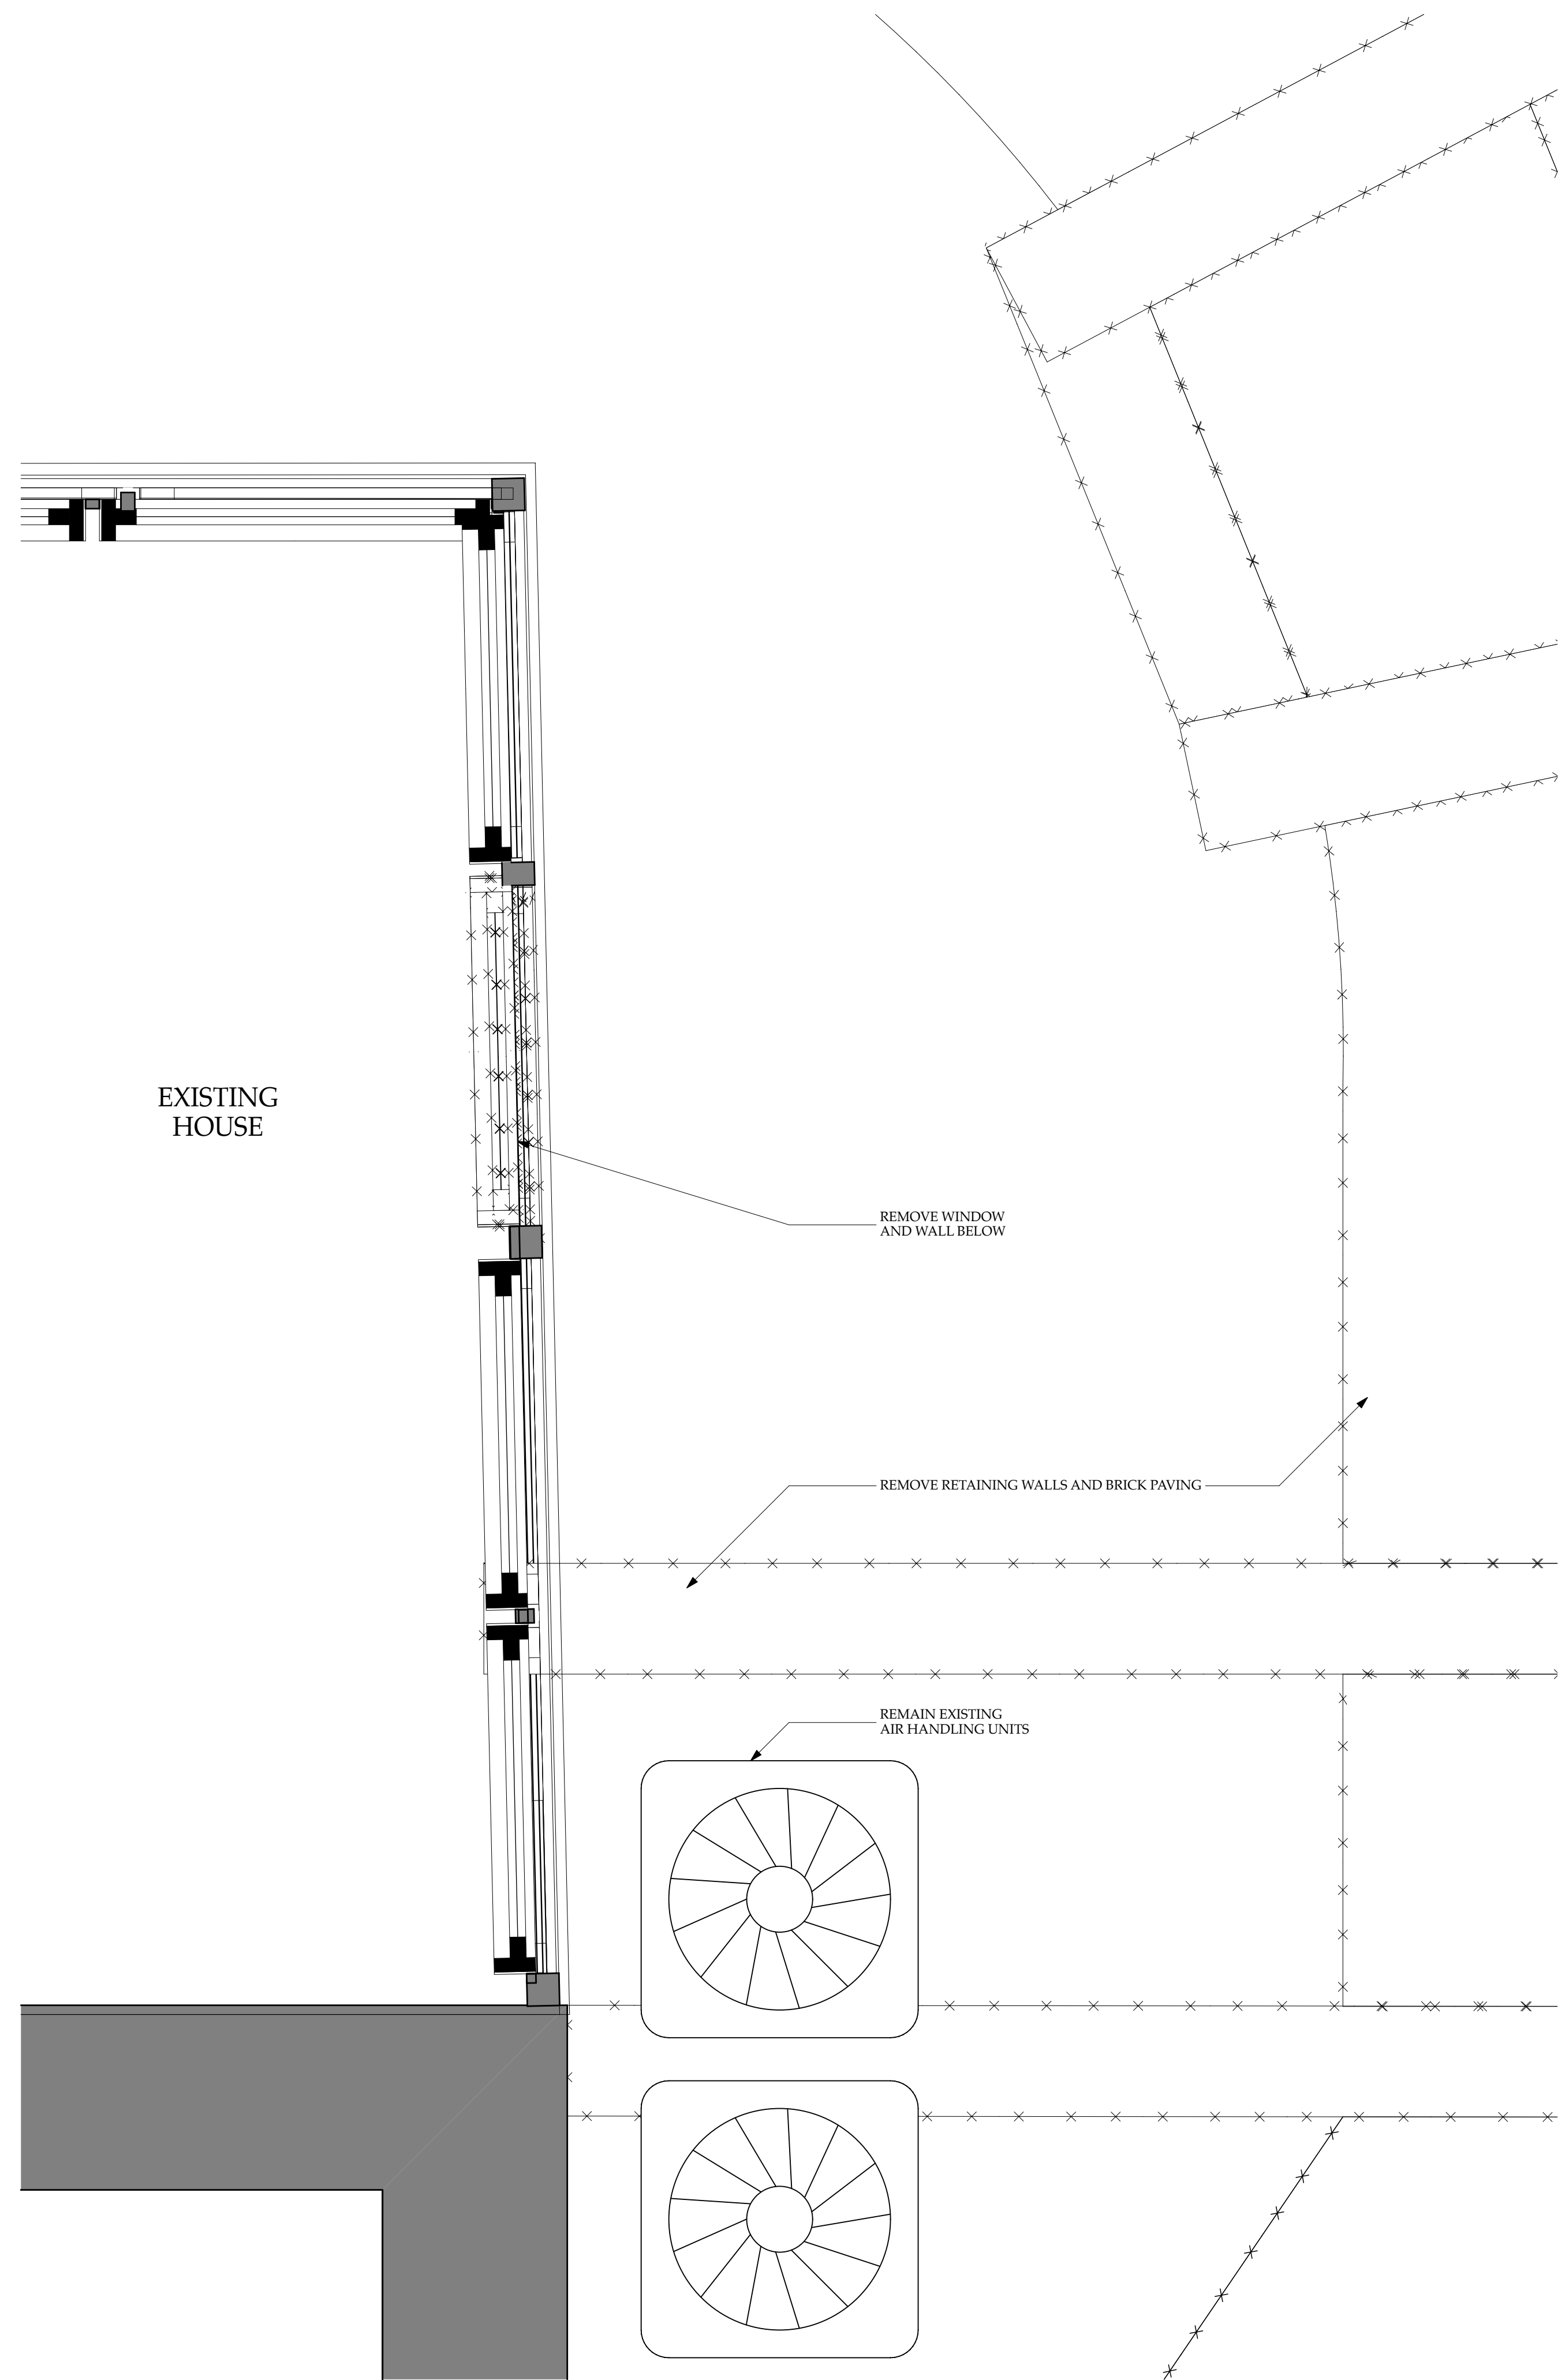 EXISTING
HOUSE
REMOVE WINDOW
AND WALL BELOW
REMOVE RETAINING WALLS AND BRICK PAVING
REMAIN EXISTING
AIR HANDLING UNITS